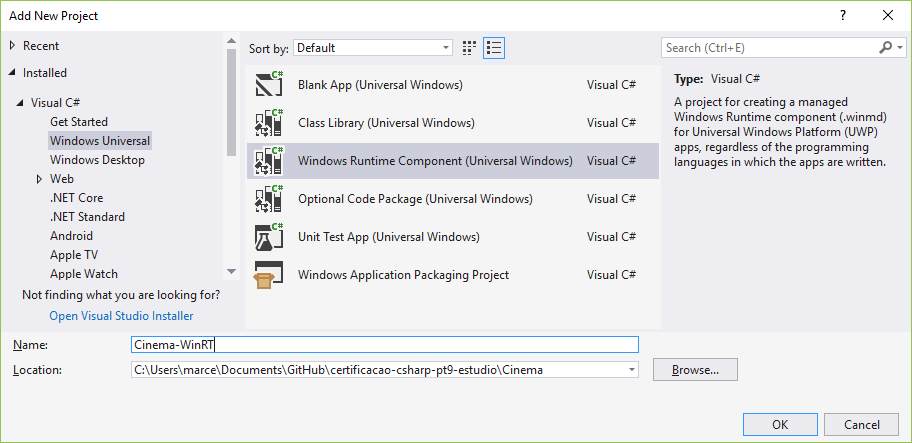 Add New Project
?
Recent
Installed
Visual C#
Get Started
Windows Universal
Windows Desktop
Web
.NET Core
.NET Standard
Android
Apple TV
Apple Watch
Not finding what you are looking for?
Open Visual Studio Installer
Sort by: Default
C# Blank App (Universal Windows) Visual C#
C# Class Library (Universal Windows) Visual C#
C# Windows Runtime Component (Universal Windows) Visual C#
C# Optional Code Package (Universal Windows) Visual C#
C# Unit Test App (Universal Windows) Visual C#
Windows Application Packaging Project Visual C#
Search (Ctrl+E)
Type: Visual C#
A project for creating a managed
Windows Runtime component (.winmd)
for Universal Windows Platform (UWP)
apps, regardless of the programming
languages in which the apps are written.
Name: Cinema-WinRT
Location: C:\Users\marce\Documents\GitHub\certificacao-csharp-pt9-estudio\Cinema
Browse...
OK
Cancel